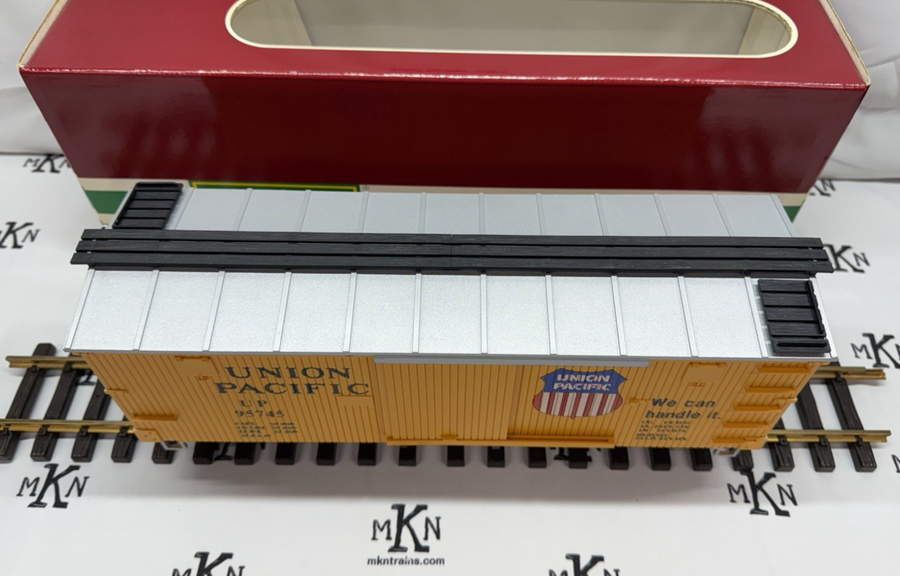 MKN
MKN
UNION
PACIFIC
UP
95745
UNION
PACIFIC
We can
handle it.
MKN
MKN
MKN
MKN
MKN
mkntrains.com
MKN
MKN